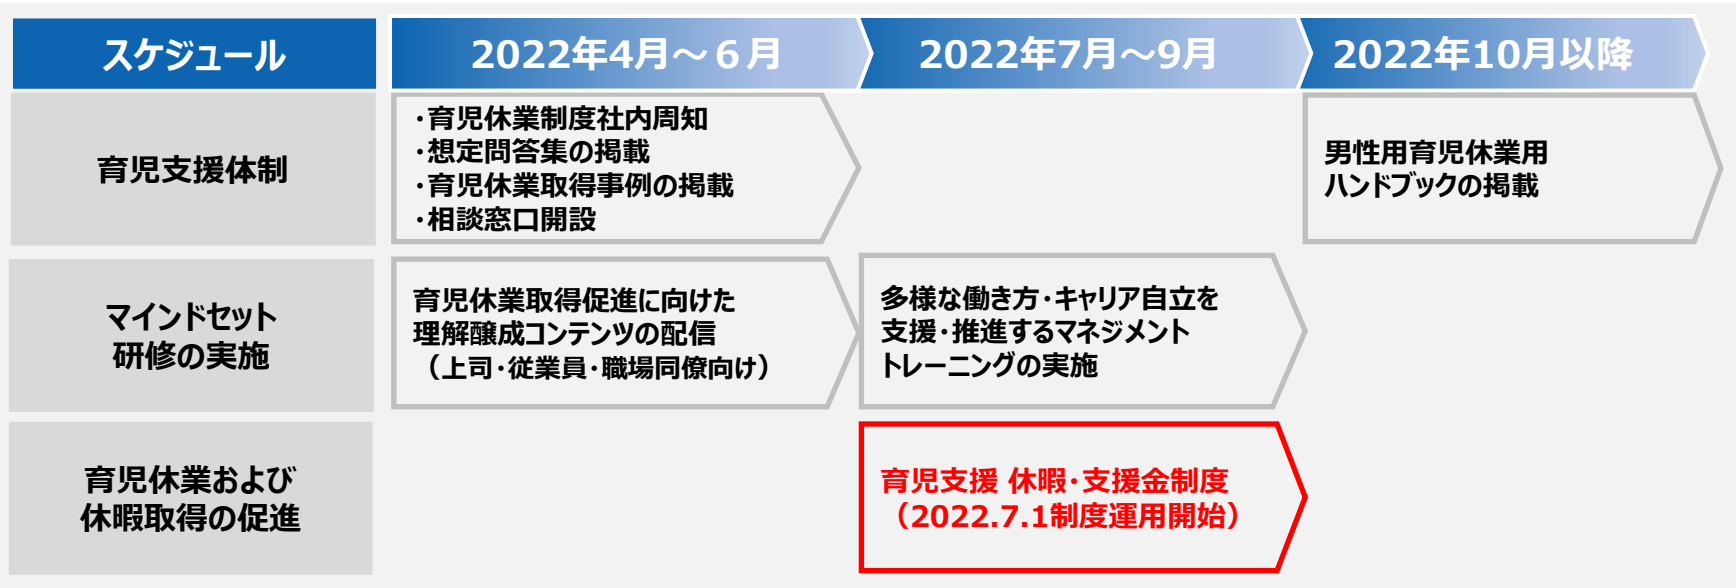 スケジュール
2022年4月～６月
2022年7月～9月
2022年10月以降
育児支援体制
・育児休業制度社内周知
・想定問答集の掲載
・育児休業取得事例の掲載
・相談窓口開設
男性用育児休業用
ハンドブックの掲載
マインドセット
研修の実施
育児休業取得促進に向けた
理解醸成コンテンツの配信
（上司・従業員・職場同僚向け）
多様な働き方・キャリア自立を
支援・推進するマネジメント
トレーニングの実施
育児休業および
休暇取得の促進
育児支援 休暇・支援金制度
（2022.7.1制度運用開始）